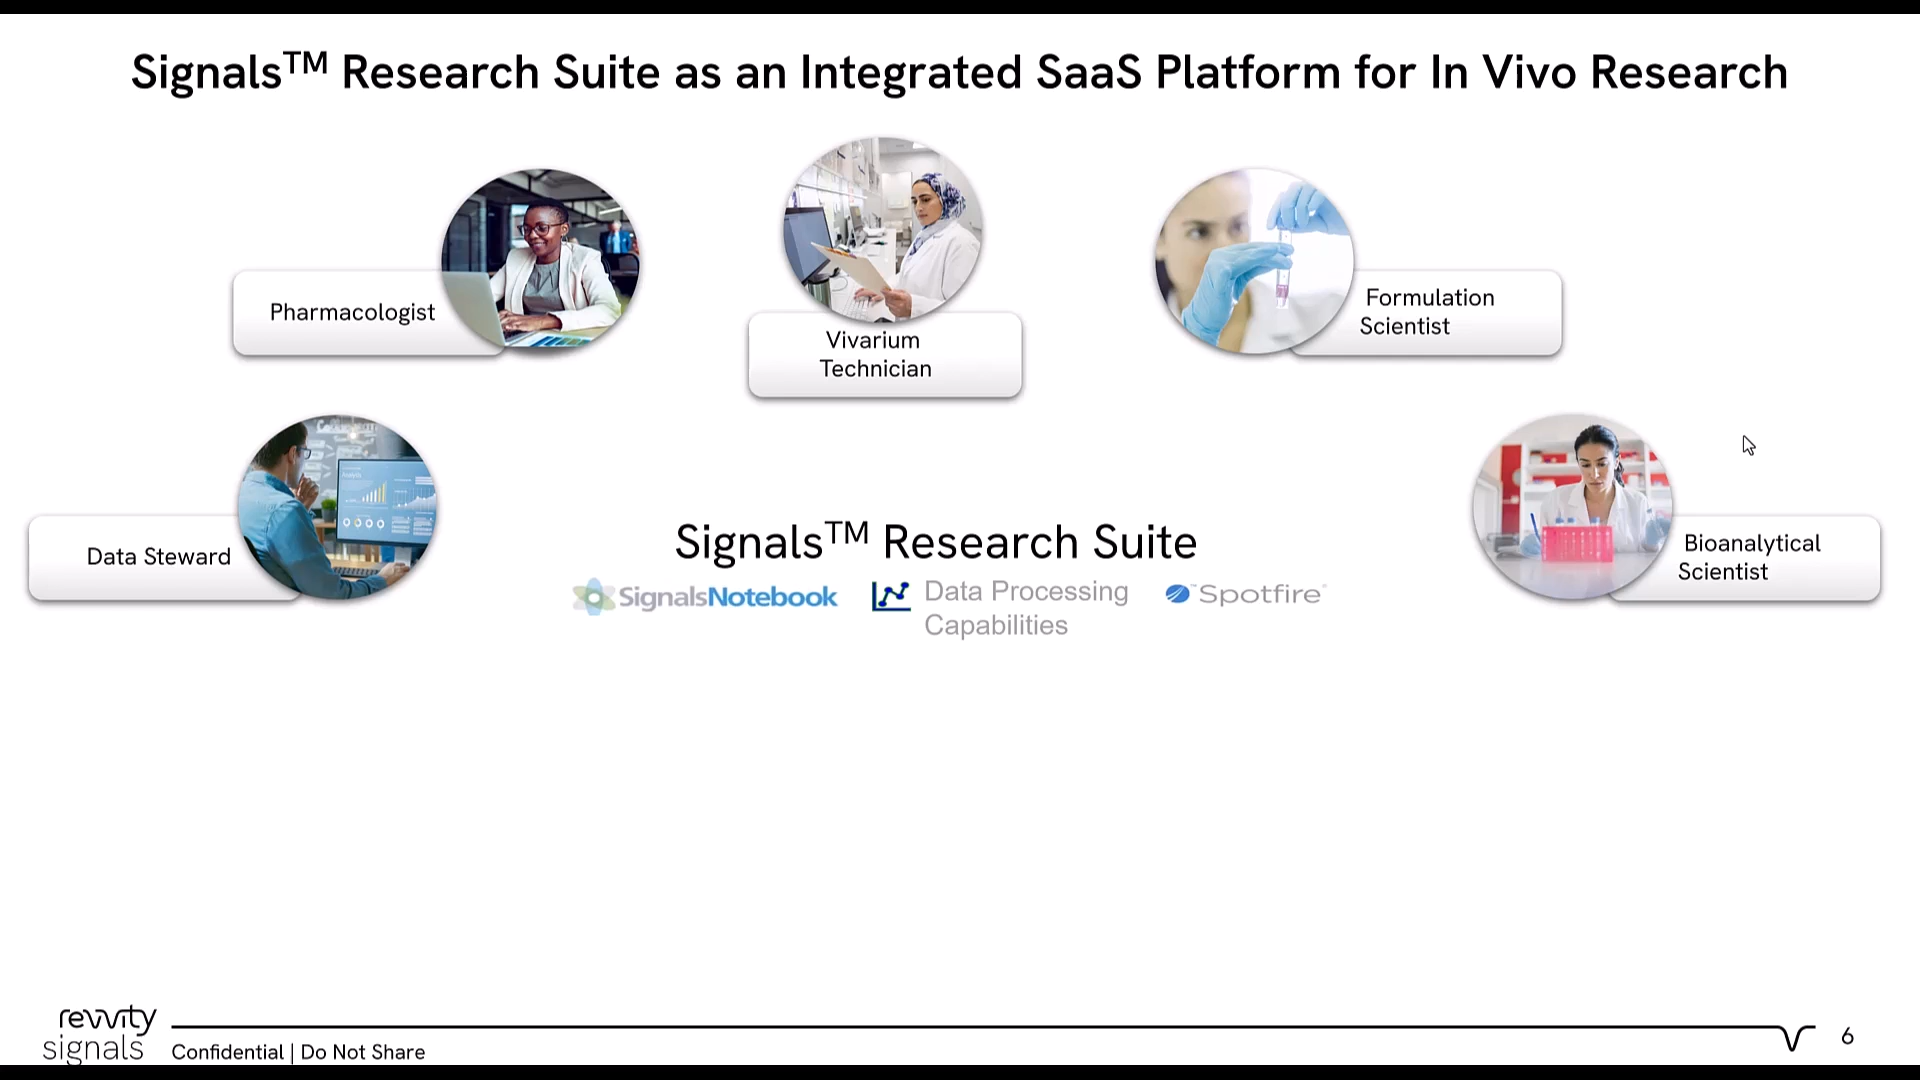 Signals™ Research Suite as an Integrated SaaS Platform for In Vivo Research
Pharmacologist
Vivarium
Technician
Formulation
Scientist
Data Steward
Bioanalytical
Scientist
Signals™ Research Suite
SignalsNotebook
Data Processing
Capabilities
Spotfire
revvity
signals
Confidential | Do Not Share
6